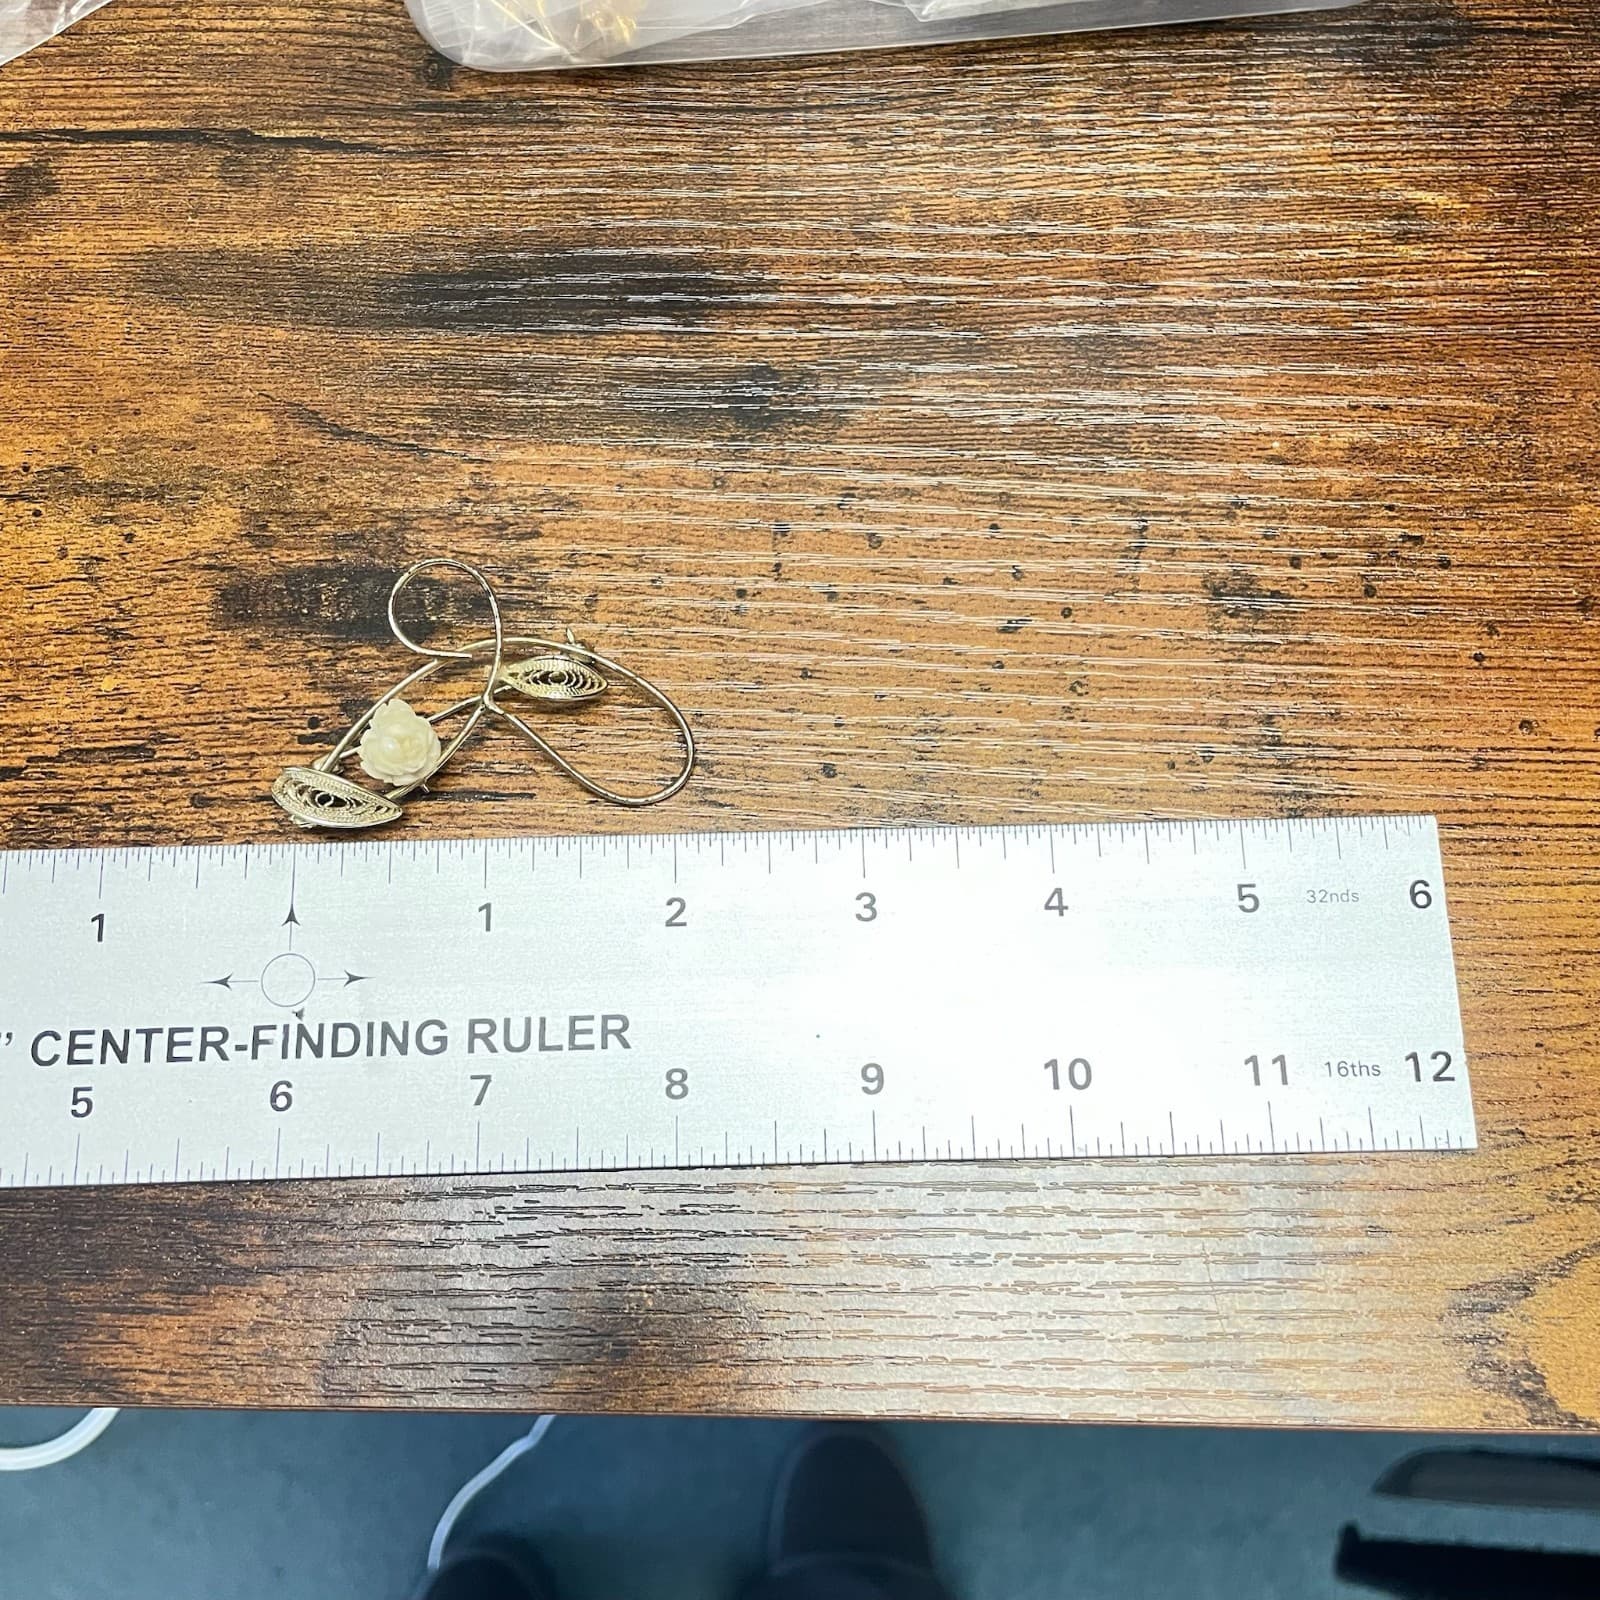 1 1 2 3 4 5 32nds 6
" CENTER-FINDING RULER
5 6 7 8 9 10 11 16ths 12